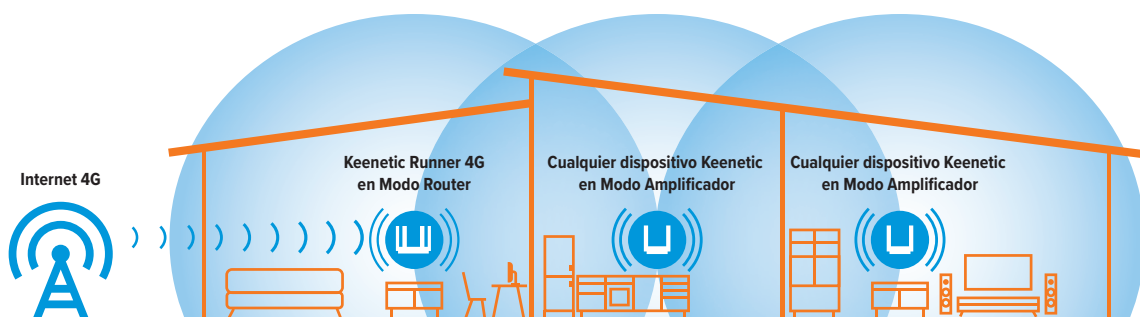 Internet 4G
Keenetic Runner 4G
en Modo Router
Cualquier dispositivo Keenetic
en Modo Amplificador
Cualquier dispositivo Keenetic
en Modo Amplificador